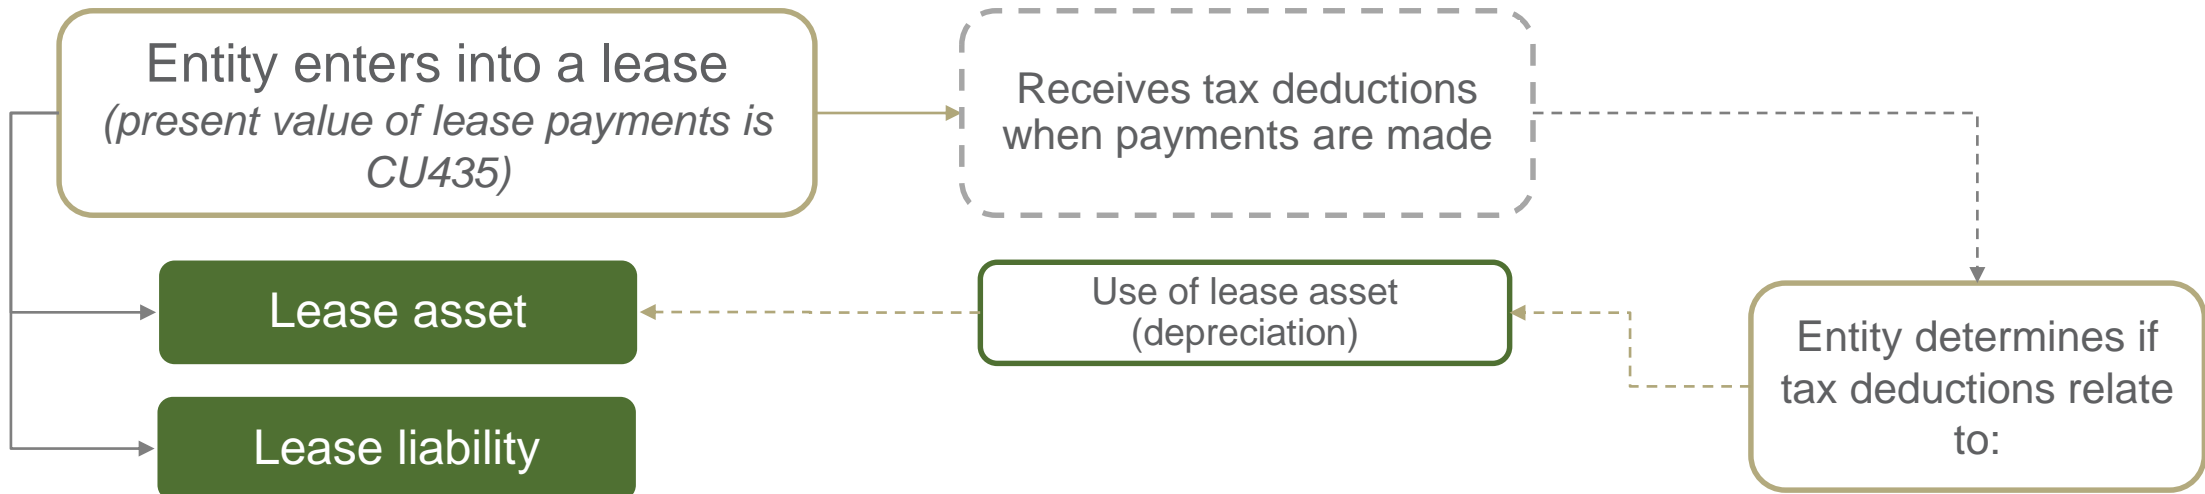 Entity enters into a lease
(present value of lease payments is
CU435)
Receives tax deductions
when payments are made
Lease asset
Use of lease asset
(depreciation)
Entity determines if
tax deductions relate
to:
Lease liability